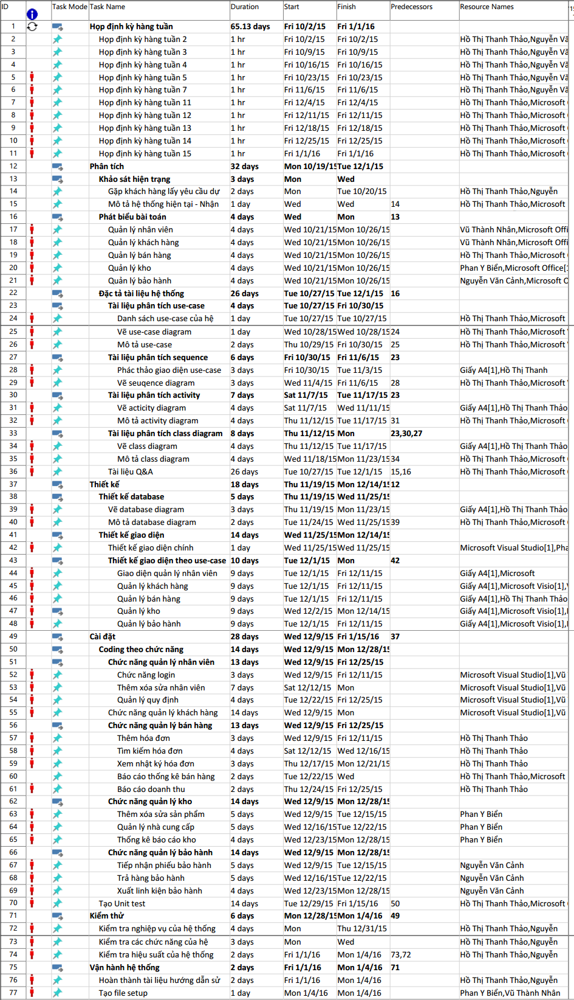 ID Task Mode Task Name Duration Start Finish Predecessors Resource Names
1 Họp định kỳ hàng tuần 65.13 days Fri 10/2/15 Fri 1/1/16
2 Họp định kỳ hàng tuần 2 1 hr Fri 10/2/15 Fri 10/2/15 Hồ Thị Thanh Thảo,Nguyễn Vă
3 Họp định kỳ hàng tuần 3 1 hr Fri 10/9/15 Fri 10/9/15 Hồ Thị Thanh Thảo,Nguyễn Vă
4 Họp định kỳ hàng tuần 4 1 hr Fri 10/16/15 Fri 10/16/15 Hồ Thị Thanh Thảo,Nguyễn Vă
5 Họp định kỳ hàng tuần 5 1 hr Fri 10/23/15 Fri 10/23/15 Hồ Thị Thanh Thảo,Nguyễn Vă
6 Họp định kỳ hàng tuần 7 1 hr Fri 11/6/15 Fri 11/6/15 Hồ Thị Thanh Thảo,Nguyễn Vă
7 Họp định kỳ hàng tuần 11 1 hr Fri 12/4/15 Fri 12/4/15 Hồ Thị Thanh Thảo,Microsoft
8 Họp định kỳ hàng tuần 12 1 hr Fri 12/11/15 Fri 12/11/15 Hồ Thị Thanh Thảo,Microsoft
9 Họp định kỳ hàng tuần 13 1 hr Fri 12/18/15 Fri 12/18/15 Hồ Thị Thanh Thảo,Microsoft
10 Họp định kỳ hàng tuần 14 1 hr Fri 12/25/15 Fri 12/25/15 Hồ Thị Thanh Thảo,Microsoft
11 Họp định kỳ hàng tuần 15 1 hr Fri 1/1/16 Fri 1/1/16 Hồ Thị Thanh Thảo,Microsoft
12 Phân tích 32 days Mon 10/19/15 Tue 12/1/15
13 Khảo sát hiện trạng 3 days Mon Wed
14 Gặp khách hàng lấy yêu cầu dự 2 days Mon Tue 10/20/15 Hồ Thị Thanh Thảo,Nguyễn
15 Mô tả hệ thống hiện tại - Nhận 1 day Wed Wed 14 Hồ Thị Thanh Thảo,Microsoft
16 Phát biểu bài toán 4 days Wed Mon 13
17 Quản lý nhân viên 4 days Wed 10/21/15 Mon 10/26/15 Vũ Thành Nhân,Microsoft Offi
18 Quản lý khách hàng 4 days Wed 10/21/15 Mon 10/26/15 Vũ Thành Nhân,Microsoft Offi
19 Quản lý bán hàng 4 days Wed 10/21/15 Mon 10/26/15 Hồ Thị Thanh Thảo,Microsoft
20 Quản lý kho 4 days Wed 10/21/15 Mon 10/26/15 Phan Y Biển,Microsoft Office[
21 Quản lý bảo hành 4 days Wed 10/21/15 Mon 10/26/15 Nguyễn Văn Cảnh,Microsoft O
22 Đặc tả tài liệu hệ thống 26 days Tue 10/27/15 Tue 12/1/15 16
23 Tài liệu phân tích use-case 4 days Tue 10/27/15 Fri 10/30/15
24 Danh sách use-case của hệ 1 day Tue 10/27/15 Tue 10/27/15 Hồ Thị Thanh Thảo,Microsoft
25 Vẽ use-case diagram 1 day Wed 10/28/15 Wed 10/28/15 24 Hồ Thị Thanh Thảo,Microsoft
26 Mô tả use-case 2 days Thu 10/29/15 Fri 10/30/15 25 Hồ Thị Thanh Thảo,Microsoft
27 Tài liệu phân tích sequence 6 days Fri 10/30/15 Fri 11/6/15 23
28 Phác thảo giao diện use-case 3 days Fri 10/30/15 Tue 11/3/15 Giấy A4[1],Hồ Thị Thanh
29 Vẽ seuqence diagram 3 days Wed 11/4/15 Fri 11/6/15 28 Hồ Thị Thanh Thảo,Microsoft
30 Tài liệu phân tích activity 7 days Sat 11/7/15 Tue 11/17/15 23
31 Vẽ acticity diagram 4 days Sat 11/7/15 Wed 11/11/15 Giấy A4[1],Hồ Thị Thanh Thảo
32 Mô tả activity diagram 4 days Thu 11/12/15 Tue 11/17/15 31 Hồ Thị Thanh Thảo,Microsoft
33 Tài liệu phân tích class diagram 8 days Thu 11/12/15 Mon 23,30,27
34 Vẽ class diagram 4 days Thu 11/12/15 Tue 11/17/15 Giấy A4[1],Hồ Thị Thanh Thảo
35 Mô tả class diagram 4 days Wed 11/18/15 Mon 11/23/15 34 Hồ Thị Thanh Thảo,Microsoft
36 Tài liệu Q&A 26 days Tue 10/27/15 Tue 12/1/15 15,16 Hồ Thị Thanh Thảo,Microsoft
37 Thiết kế 18 days Thu 11/19/15 Mon 12/14/15 12
38 Thiết kế database 5 days Thu 11/19/15 Wed 11/25/15
39 Vẽ database diagram 3 days Thu 11/19/15 Mon 11/23/15 Giấy A4[1],Hồ Thị Thanh Thảo
40 Mô tả database diagram 2 days Tue 11/24/15 Wed 11/25/15 39 Hồ Thị Thanh Thảo,Microsoft
41 Thiết kế giao diện 14 days Wed 11/25/15 Mon 12/14/15
42 Thiết kế giao diện chính 1 day Wed 11/25/15 Wed 11/25/15 Microsoft Visual Studio[1],Pha
43 Thiết kế giao diện theo use-case 10 days Tue 12/1/15 Mon 42
44 Giao diện quản lý nhân viên 9 days Tue 12/1/15 Fri 12/11/15 Giấy A4[1],Microsoft
45 Quản lý khách hàng 9 days Tue 12/1/15 Fri 12/11/15 Giấy A4[1],Microsoft Visio[1],
46 Quản lý bán hàng 9 days Tue 12/1/15 Fri 12/11/15 Giấy A4[1],Hồ Thị Thanh Thảo
47 Quản lý kho 9 days Wed 12/2/15 Mon 12/14/15 Giấy A4[1],Microsoft Visio[1],
48 Quản lý bảo hành 9 days Tue 12/1/15 Fri 12/11/15 Giấy A4[1],Microsoft Visio[1],
49 Cài đặt 28 days Wed 12/9/15 Fri 1/15/16 37
50 Coding theo chức năng 14 days Wed 12/9/15 Mon 12/28/15
51 Chức năng quản lý nhân viên 13 days Wed 12/9/15 Fri 12/25/15
52 Chức năng login 3 days Wed 12/9/15 Fri 12/11/15 Microsoft Visual Studio[1],Vũ
53 Thêm xóa sửa nhân viên 7 days Sat 12/12/15 Mon Microsoft Visual Studio[1],Vũ
54 Quản lý quy định 4 days Tue 12/22/15 Fri 12/25/15 Microsoft Visual Studio[1],Vũ
55 Chức năng quản lý khách hàng 14 days Wed 12/9/15 Mon Microsoft Visual Studio[1],Vũ
56 Chức năng quản lý bán hàng 13 days Wed 12/9/15 Fri 12/25/15
57 Thêm hóa đơn 3 days Wed 12/9/15 Fri 12/11/15 Hồ Thị Thanh Thảo
58 Tìm kiếm hóa đơn 4 days Sat 12/12/15 Wed 12/16/15 Hồ Thị Thanh Thảo
59 Xem nhật ký hóa đơn 3 days Thu 12/17/15 Mon 12/21/15 Hồ Thị Thanh Thảo
60 Báo cáo thống kê bán hàng 2 days Tue 12/22/15 Wed Hồ Thị Thanh Thảo,Microsoft
61 Báo cáo doanh thu 2 days Thu 12/24/15 Fri 12/25/15 Hồ Thị Thanh Thảo
62 Chức năng quản lý kho 14 days Wed 12/9/15 Mon 12/28/15
63 Thêm xóa sửa sản phẩm 5 days Wed 12/9/15 Tue 12/15/15 Phan Y Biển
64 Quản lý nhà cung cấp 5 days Wed 12/16/15 Tue 12/22/15 Phan Y Biển
65 Thống kê báo cáo kho 4 days Wed 12/23/15 Mon 12/28/15 Phan Y Biển
66 Chức năng quản lý bảo hành 14 days Wed 12/9/15 Mon 12/28/15
67 Tiếp nhận phiếu bảo hành 5 days Wed 12/9/15 Tue 12/15/15 Nguyễn Văn Cảnh
68 Trả hàng bảo hành 5 days Wed 12/16/15 Tue 12/22/15 Nguyễn Văn Cảnh
69 Xuất linh kiện bảo hành 4 days Wed 12/23/15 Mon 12/28/15 Nguyễn Văn Cảnh
70 Tạo Unit test 14 days Tue 12/29/15 Fri 1/15/16 50 Hồ Thị Thanh Thảo,Microsoft
71 Kiểm thử 6 days Mon 12/28/15 Mon 1/4/16 49
72 Kiểm tra nghiệp vụ của hệ thống 4 days Mon Thu 12/31/15 Hồ Thị Thanh Thảo,Nguyễn
73 Kiểm tra các chức năng của hệ 3 days Mon Wed Hồ Thị Thanh Thảo,Nguyễn
74 Kiểm tra hiệu suất của hệ thống 2 days Fri 1/1/16 Mon 1/4/16 73,72 Hồ Thị Thanh Thảo,Nguyễn
75 Vận hành hệ thống 2 days Fri 1/1/16 Mon 1/4/16 71
76 Hoàn thành tài liệu hướng dẫn sử 2 days Fri 1/1/16 Mon 1/4/16 Hồ Thị Thanh Thảo,Nguyễn
77 Tạo file setup 1 day Mon 1/4/16 Mon 1/4/16 Phan Y Biển,Vũ Thành Nhân